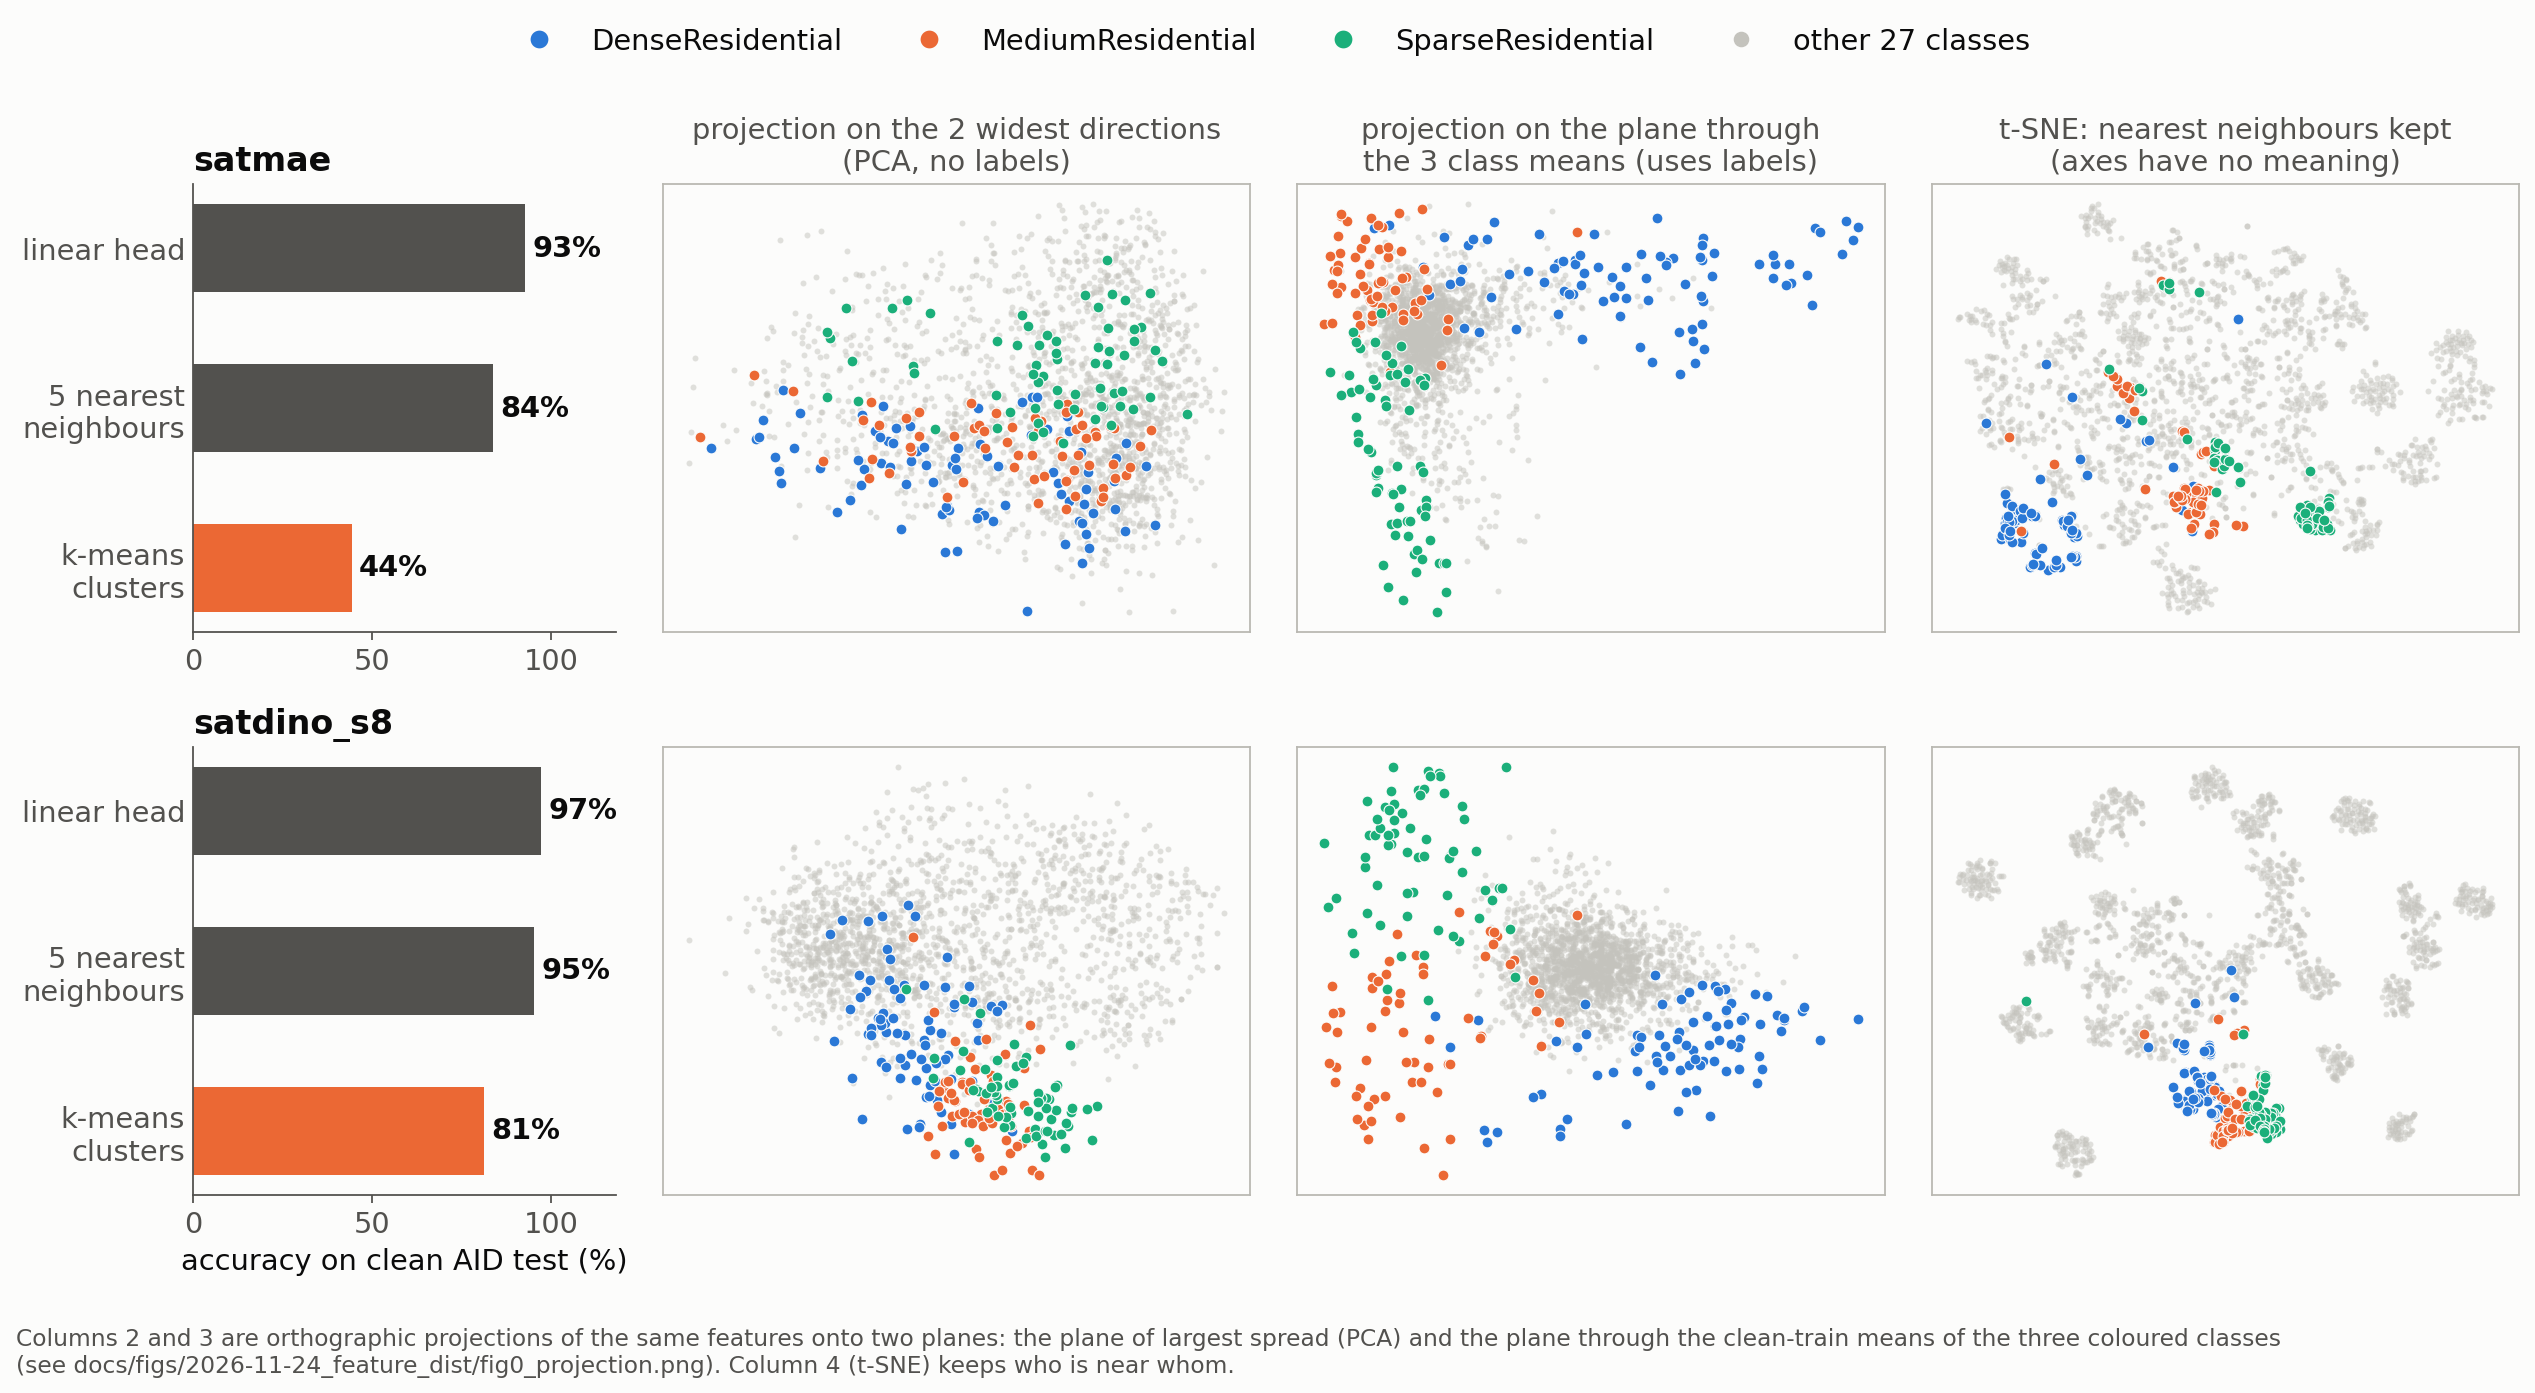 DenseResidential
MediumResidential
SparseResidential
other 27 classes
satmae
projection on the 2 widest directions
(PCA, no labels)
projection on the plane through
the 3 class means (uses labels)
t-SNE: nearest neighbours kept
(axes have no meaning)
linear head
93%
5 nearest
neighbours
84%
k-means
clusters
44%
0
50
100
satdino_s8
linear head
97%
5 nearest
neighbours
95%
k-means
clusters
81%
0
50
100
accuracy on clean AID test (%)
Columns 2 and 3 are orthographic projections of the same features onto two planes: the plane of largest spread (PCA) and the plane through the clean-train means of the three coloured classes
(see docs/figs/2026-11-24_feature_dist/fig0_projection.png). Column 4 (t-SNE) keeps who is near whom.